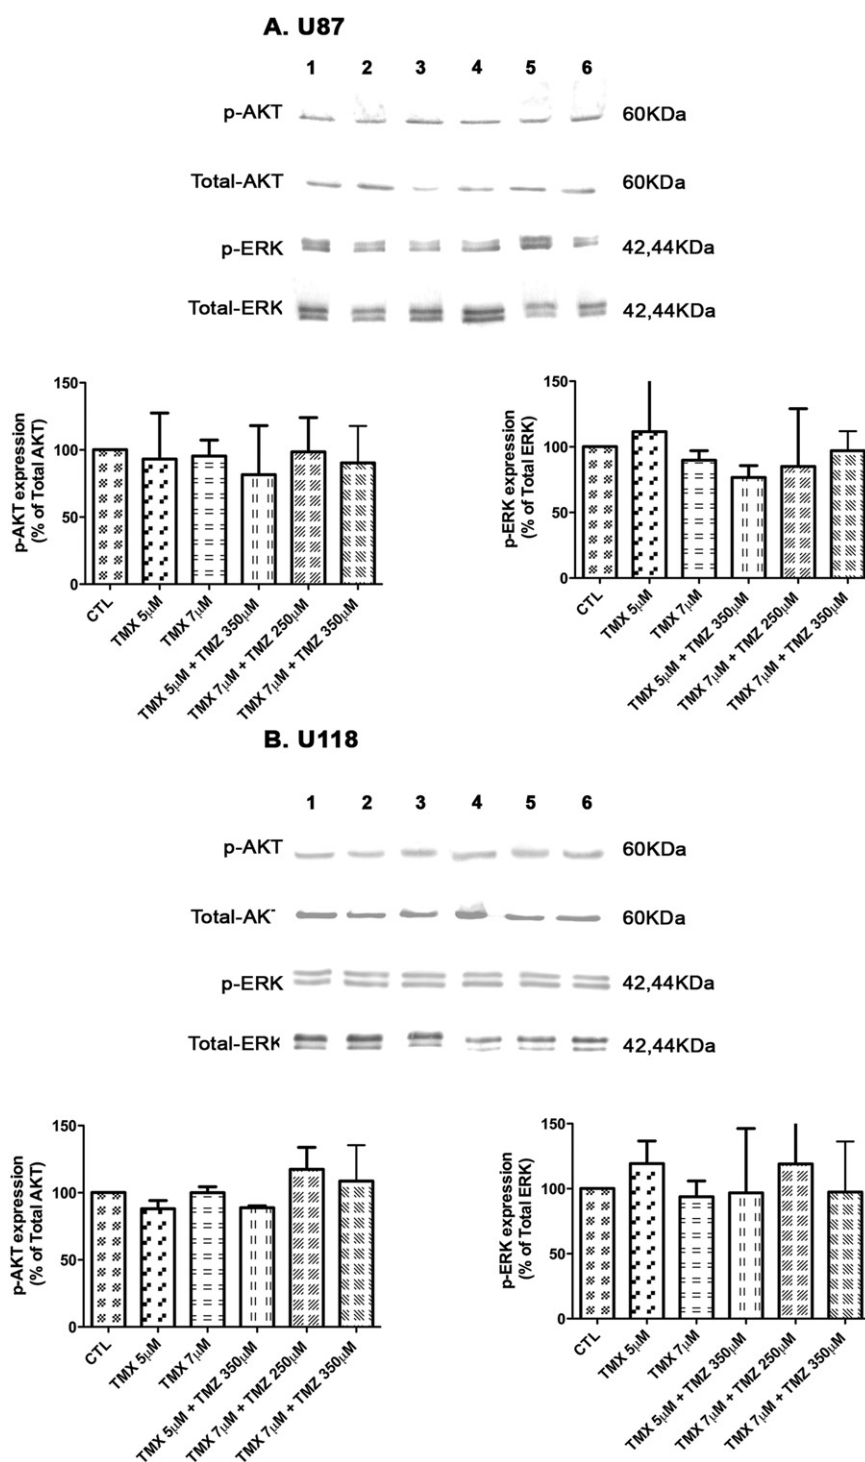 A. U87
1 2 3 4 5 6
p-AKT 60KDa
Total-AKT 60KDa
p-ERK 42,44KDa
Total-ERK 42,44KDa
p-AKT expression
(% of Total AKT)
150
100
50
0
CTL
TMX 5µM
TMX 7µM
TMX 5µM + TMZ 350µM
TMX 7µM + TMZ 250µM
TMX 7µM + TMZ 350µM
p-ERK expression
(% of Total ERK)
150
100
50
0
CTL
TMX 5µM
TMX 7µM
TMX 5µM + TMZ 350µM
TMX 7µM + TMZ 250µM
TMX 7µM + TMZ 350µM
B. U118
1 2 3 4 5 6
p-AKT 60KDa
Total-AK 60KDa
p-ERK 42,44KDa
Total-ERK 42,44KDa
p-AKT expression
(% of Total AKT)
150
100
50
0
CTL
TMX 5µM
TMX 7µM
TMX 5µM + TMZ 350µM
TMX 7µM + TMZ 250µM
TMX 7µM + TMZ 350µM
p-ERK expression
(% of Total ERK)
150
100
50
0
CTL
TMX 5µM
TMX 7µM
TMX 5µM + TMZ 350µM
TMX 7µM + TMZ 250µM
TMX 7µM + TMZ 350µM